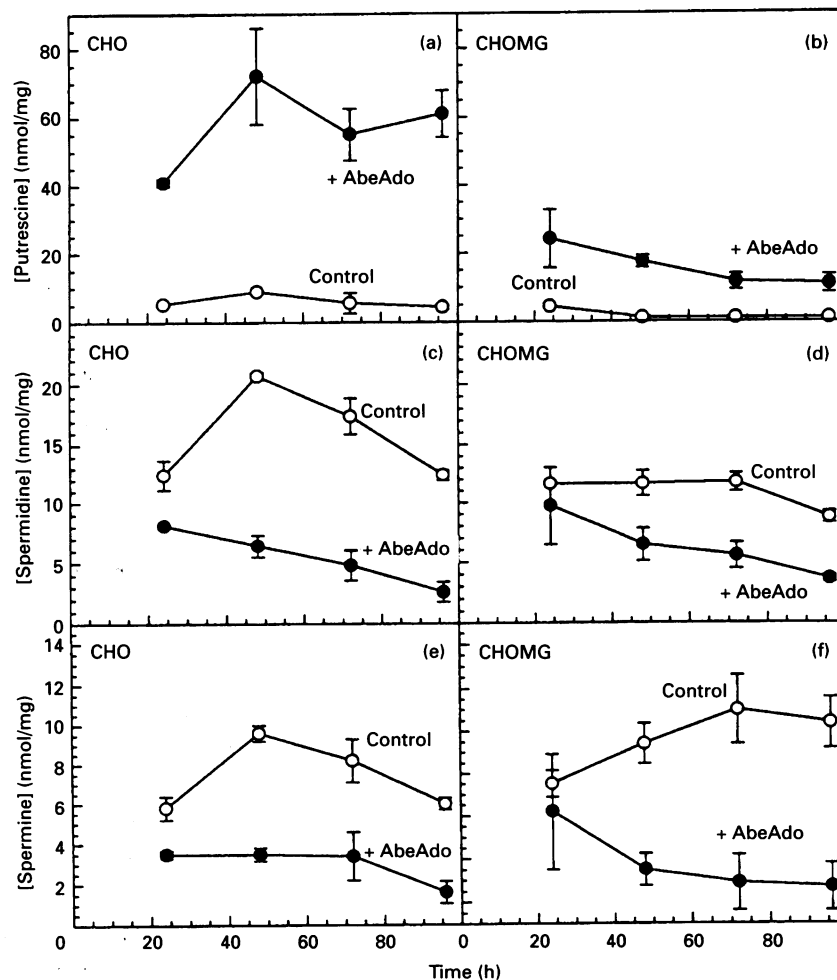 CHO
(a)
CHOMG
(b)
[Putrescine] (nmol/mg)
80
60
40
20
0
+ AbeAdo
Control
+ AbeAdo
Control
CHO
(c)
CHOMG
(d)
[Spermidine] (nmol/mg)
20
15
10
5
0
Control
+ AbeAdo
Control
+ AbeAdo
CHO
(e)
CHOMG
(f)
[Spermine] (nmol/mg)
14
12
10
8
6
4
2
0
Control
+ AbeAdo
Control
+ AbeAdo
20
40
60
80
0
20
40
60
80
Time (h)